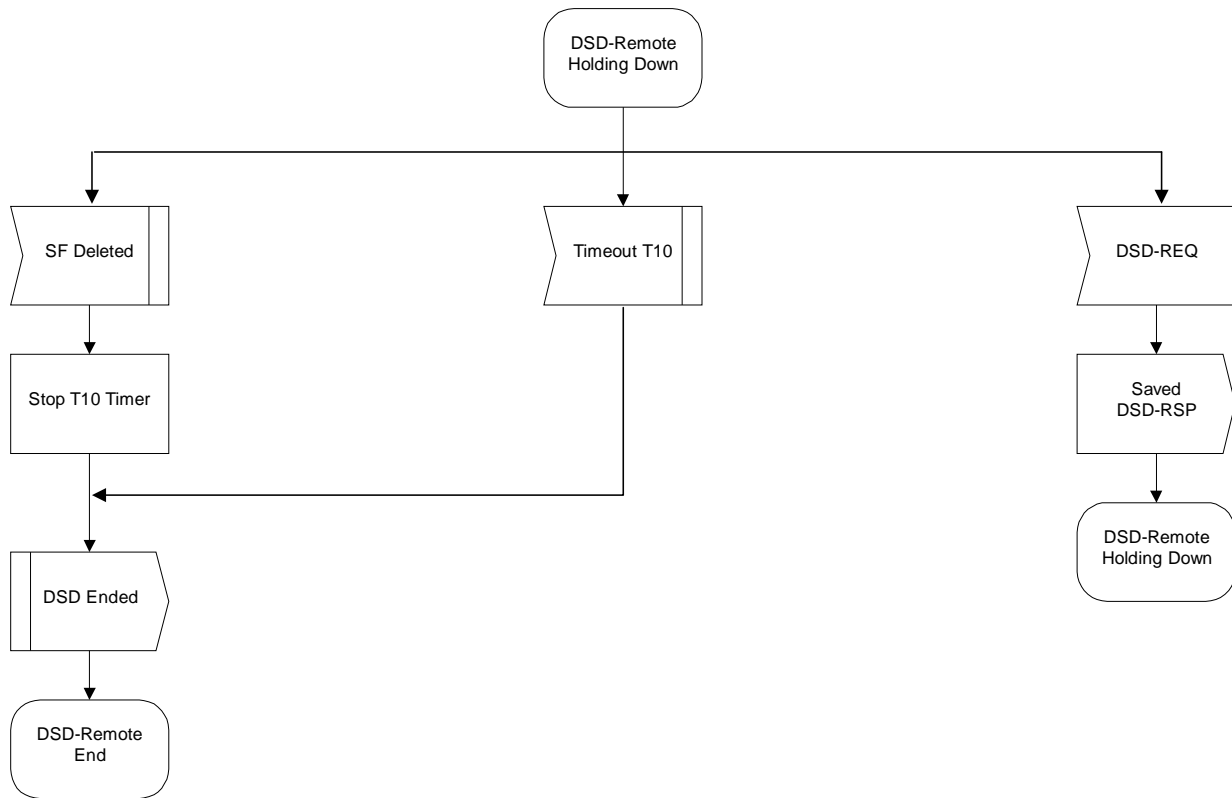 DSD-Remote
Holding Down
SF Deleted
Timeout T10
DSD-REQ
Stop T10 Timer
Saved
DSD-RSP
DSD-Remote
Holding Down
DSD Ended
DSD-Remote
End